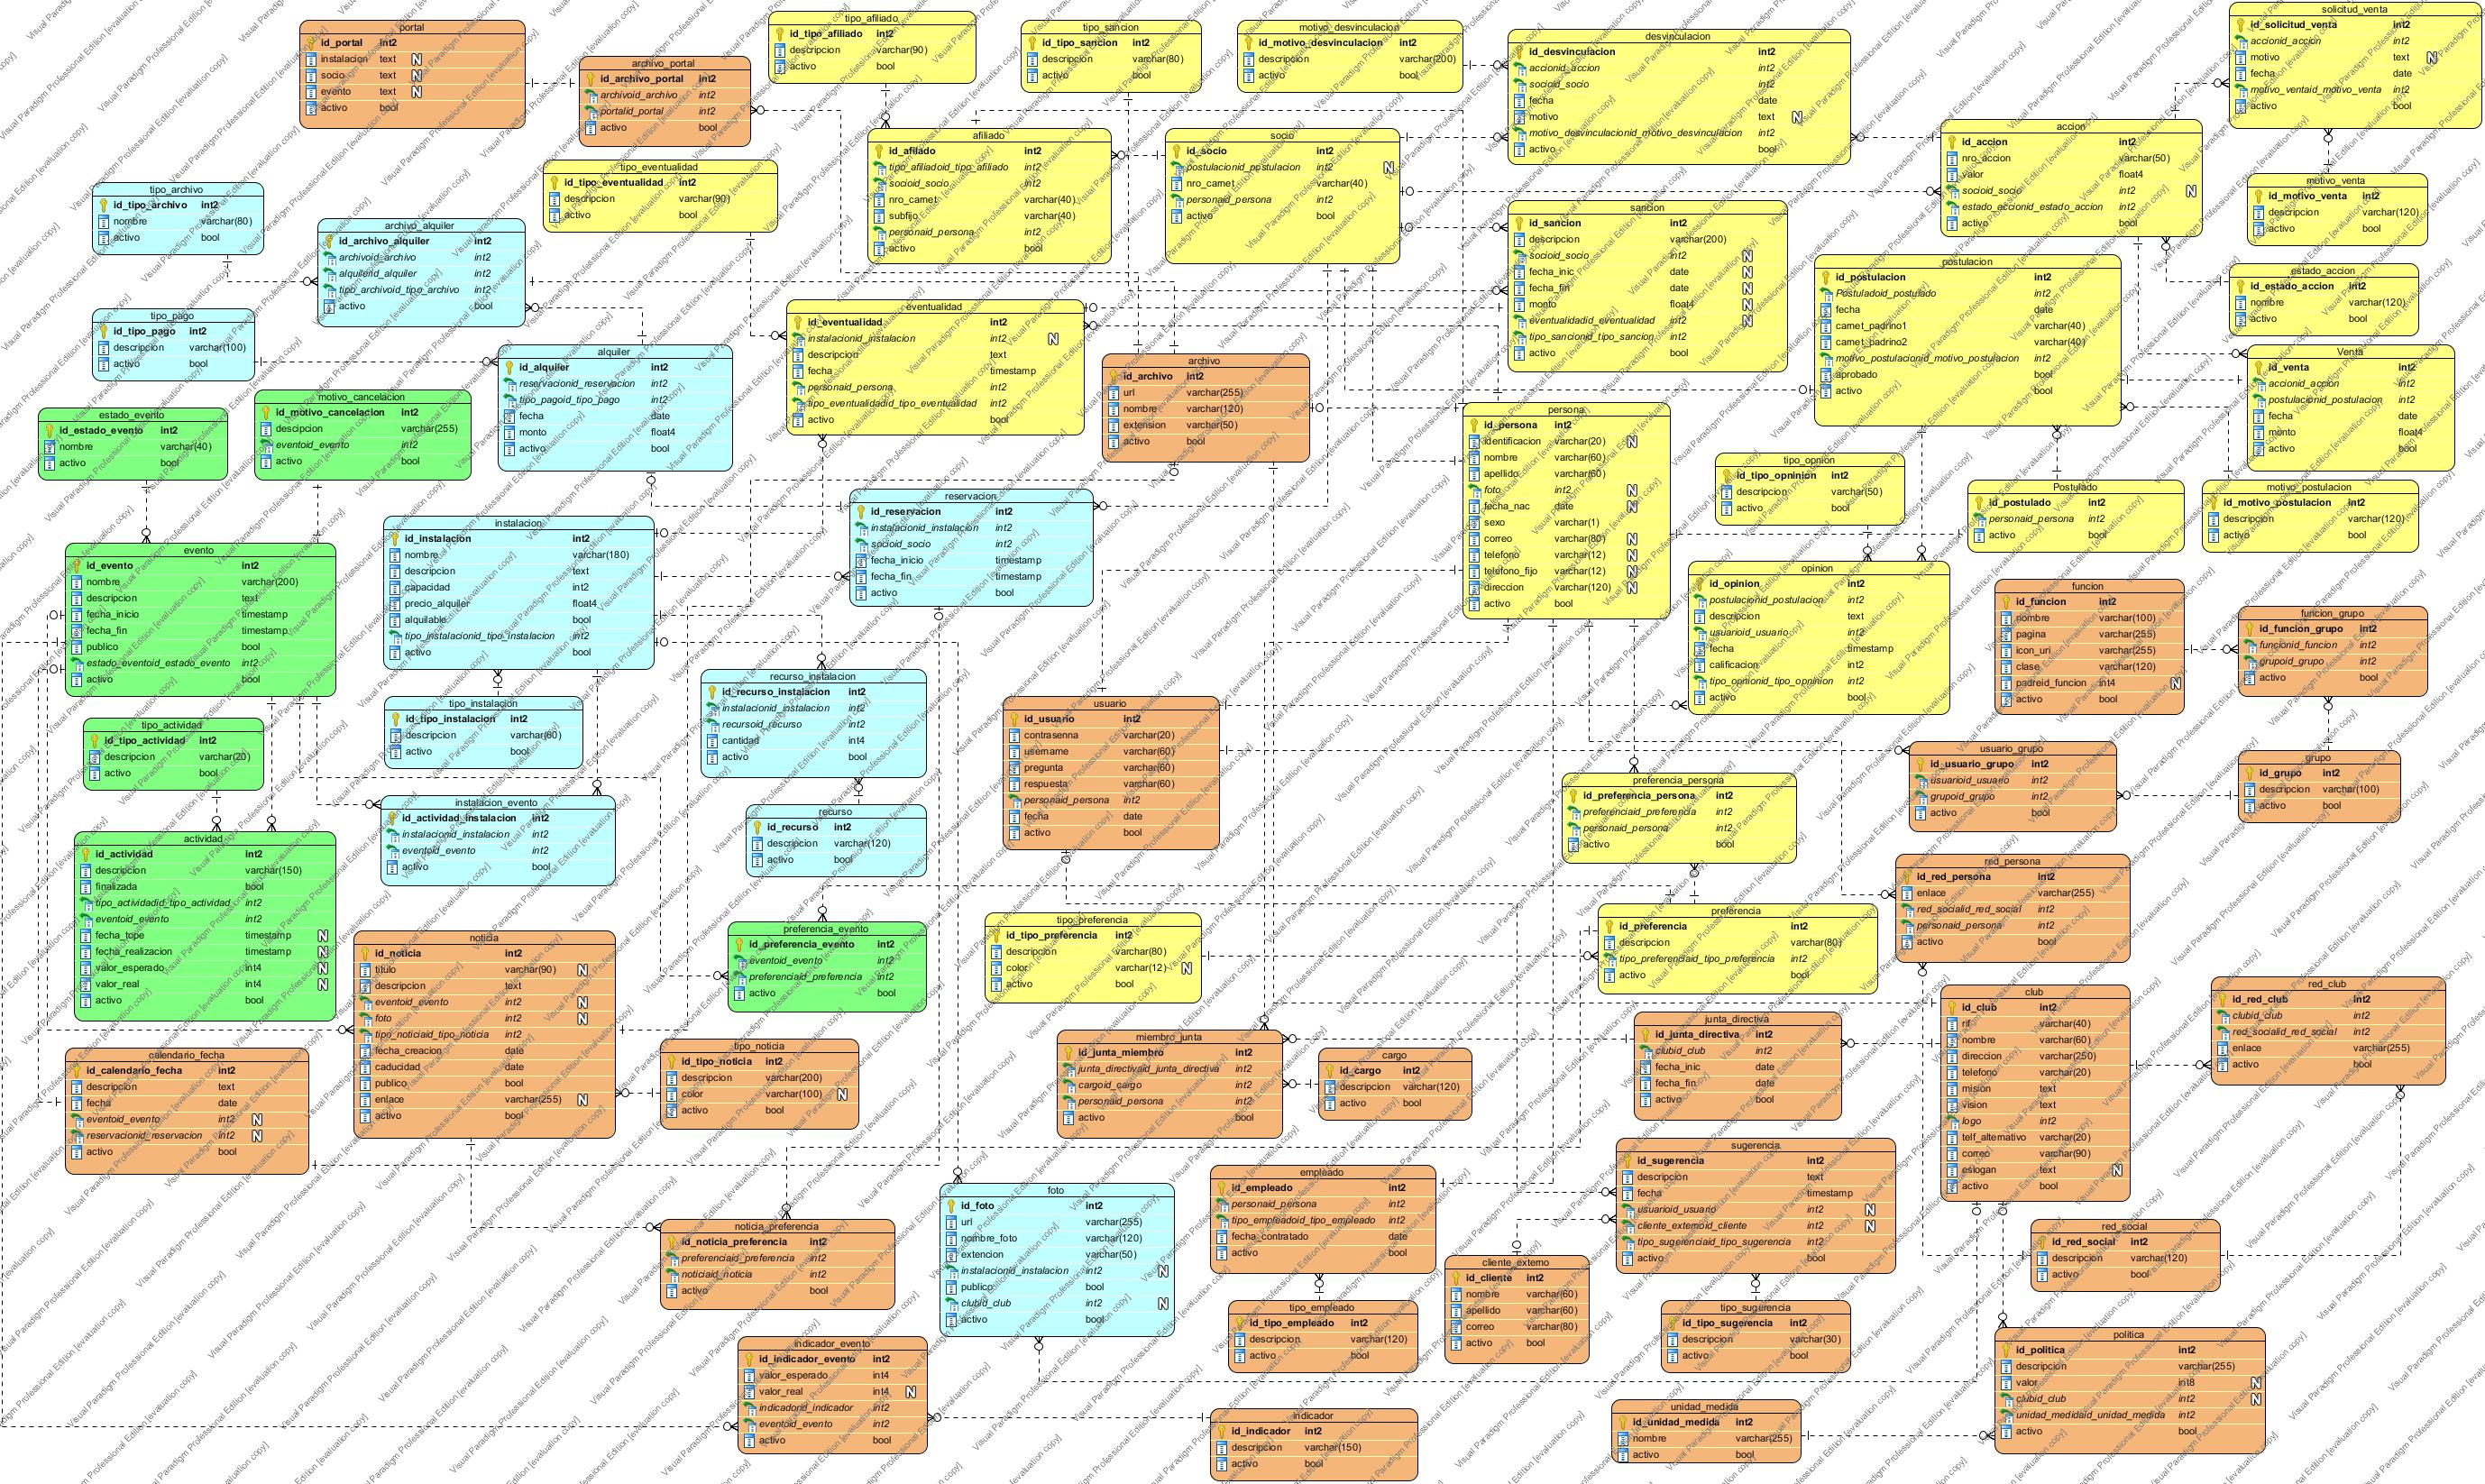 portal
id_portal int2
instalacion text N
socio text N
evento text N
activo bool
archivo_portal
id_archivo_portal int2
archivoid_archivo int2
portalid_portal int2
activo bool
tipo_afiliado
id_tipo_afiliado int2
descripcion varchar(90)
activo bool
tipo_sancion
id_tipo_sancion int2
descripcion varchar(80)
activo bool
motivo_desvinculacion
id_motivo_desvinculacion int2
descripcion varchar(200)
activo bool
desvinculacion
id_desvinculacion int2
accionid_accion int2
socioid_socio int2
fecha date
motivo text N
motivo_desvinculacionid_motivo_desvinculacion int2
activo bool
solicitud_venta
id_solicitud_venta int2
accionid_accion int2
motivo text N
fecha date
motivo_ventaid_motivo_venta int2
activo bool
accion
id_accion int2
nro_accion varchar(50)
valor float4
socioid_socio int2 N
estado_accionid_estado_accion int2
activo bool
motivo_venta
id_motivo_venta int2
descripcion varchar(120)
activo bool
tipo_eventualidad
id_tipo_eventualidad int2
descripcion varchar(90)
activo bool
afiliado
id_afilado int2
tipo_afiliadoid_tipo_afiliado int2
socioid_socio int2
nro_carnet varchar(40)
subfijo varchar(40)
personaid_persona int2
activo bool
socio
id_socio int2
postulacionid_postulacion int2 N
nro_carnet varchar(40)
personaid_persona int2
activo bool
tipo_archivo
id_tipo_archivo int2
nombre varchar(80)
activo bool
archivo_alquiler
id_archivo_alquiler int2
archivoid_archivo int2
alquilerid_alquiler int2
tipo_archivoid_tipo_archivo int2
activo bool
sancion
id_sancion int2
descripcion varchar(200)
socioid_socio int2 N
fecha_inic date N
fecha_fin date N
monto float4 N
eventualidadid_eventualidad int2 N
tipo_sancionid_tipo_sancion int2
activo bool
postulacion
id_postulacion int2
Postuladoid_postulado int2
fecha date
carnet_padrino1 varchar(40)
carnet_padrino2 varchar(40)
motivo_postulacionid_motivo_postulacion int2
aprobado bool
activo bool
estado_accion
id_estado_accion int2
nombre varchar(120)
activo bool
tipo_pago
id_tipo_pago int2
descripcion varchar(100)
activo bool
alquiler
id_alquiler int2
reservacionid_reservacion int2
tipo_pagoid_tipo_pago int2
fecha date
monto float4
activo bool
eventualidad
id_eventualidad int2
instalacionid_instalacion int2 N
descripcion text
fecha timestamp
personaid_persona int2
tipo_eventualidadid_tipo_eventualidad int2
activo bool
archivo
id_archivo int2
url varchar(255)
nombre varchar(120)
extension varchar(50)
activo bool
Venta
id_venta int2
accionid_accion int2
postulacionid_postulacion int2
fecha date
monto float4
activo bool
estado_evento
id_estado_evento int2
nombre varchar(40)
activo bool
motivo_cancelacion
id_motivo_cancelacion int2
descipcion varchar(255)
eventoid_evento int2
activo bool
persona
id_persona int2
identificacion varchar(20) N
nombre varchar(60)
apellido varchar(60)
foto int2 N
fecha_nac date N
sexo varchar(1)
correo varchar(80) N
telefono varchar(12) N
telefono_fijo varchar(12) N
direccion varchar(120) N
activo bool
tipo_opnion
id_tipo_opninion int2
descripcion varchar(50)
activo bool
Postulado
id_postulado int2
personaid_persona int2
activo bool
motivo_postulacion
id_motivo_postulacion int2
descripcion varchar(120)
activo bool
reservacion
id_reservacion int2
instalacionid_instalacion int2
socioid_socio int2
fecha_inicio timestamp
fecha_fin timestamp
activo bool
instalacion
id_instalacion int2
nombre varchar(180)
descripcion text
capacidad int2
precio_alquiler float4
alquilable bool
tipo_instalacionid_tipo_instalacion int2
activo bool
evento
id_evento int2
nombre varchar(200)
descripcion text
fecha_inicio timestamp
fecha_fin timestamp
publico bool
estado_eventoid_estado_evento int2
activo bool
opinion
id_opinion int2
postulacionid_postulacion int2
descripcion text
usuarioid_usuario int2
fecha timestamp
calificacion int2
tipo_opnionid_tipo_opninion int2
activo bool
funcion
id_funcion int2
nombre varchar(100)
pagina varchar(255)
icon_uri varchar(255)
clase varchar(120)
padreid_funcion int4 N
activo bool
funcion_grupo
id_funcion_grupo int2
funcionid_funcion int2
grupoid_grupo int2
activo bool
tipo_actividad
id_tipo_actividad int2
descripcion varchar(20)
activo bool
tipo_instalacion
id_tipo_instalacion int2
descripcion varchar(60)
activo bool
recurso_instalacion
id_recurso_instalacion int2
instalacionid_instalacion int2
recursoid_recurso int2
cantidad int4
activo bool
usuario
id_usuario int2
contrasenna varchar(20)
username varchar(60)
pregunta varchar(60)
respuesta varchar(60)
personaid_persona int2
fecha date
activo bool
usuario_grupo
id_usuario_grupo int2
usuarioid_usuario int2
grupoid_grupo int2
activo bool
grupo
id_grupo int2
descripcion varchar(100)
activo bool
preferencia_persona
id_preferencia_persona int2
preferenciaid_preferencia int2
personaid_persona int2
activo bool
instalacion_evento
id_actividad_instalacion int2
instalacionid_instalacion int2
eventoid_evento int2
activo bool
recurso
id_recurso int2
descripcion varchar(120)
activo bool
actividad
id_actividad int2
descripcion varchar(150)
finalizada bool
tipo_actividadid_tipo_actividad int2
eventoid_evento int2
fecha_tope timestamp N
fecha_realizacion timestamp N
valor_esperado int4 N
valor_real int4 N
activo bool
red_persona
id_red_persona int2
enlace varchar(255)
red_socialid_red_social int2
personaid_persona int2
activo bool
noticia
id_noticia int2
titulo varchar(90) N
descripcion text
eventoid_evento int2 N
foto int2 N
tipo_noticiaid_tipo_noticia int2
fecha_creacion date
caducidad date
publico bool
enlace varchar(255) N
activo bool
preferencia_evento
id_preferencia_evento int2
eventoid_evento int2
preferenciaid_preferencia int2
activo bool
tipo_preferencia
id_tipo_preferencia int2
descripcion varchar(80)
color varchar(12) N
activo bool
preferencia
id_preferencia int2
descripcion varchar(80)
tipo_preferenciaid_tipo_preferencia int2
activo bool
club
id_club int2
rif varchar(40)
nombre varchar(60)
direccion varchar(250)
telefono varchar(20)
mision text
vision text
logo int2
telf_alternativo varchar(20)
correo varchar(90)
eslogan text N
activo bool
red_club
id_red_club int2
clubid_club int2
red_socialid_red_social int2
enlace varchar(255)
activo bool
calendario_fecha
id_calendario_fecha int2
descripcion text
fecha date
eventoid_evento int2 N
reservacionid_reservacion int2 N
activo bool
tipo_noticia
id_tipo_noticia int2
descripcion varchar(200)
color varchar(100) N
activo bool
miembro_junta
id_junta_miembro int2
junta_directivaid_junta_directiva int2
cargoid_cargo int2
personaid_persona int2
activo bool
cargo
id_cargo int2
descripcion varchar(120)
activo bool
junta_directiva
id_junta_directiva int2
clubid_club int2
fecha_inic date
fecha_fin date
activo bool
sugerencia
id_sugerencia int2
descripcion text
fecha timestamp
usuarioid_usuario int2 N
cliente_externoid_cliente int2 N
tipo_sugerenciaid_tipo_sugerencia int2
activo bool
empleado
id_empleado int2
personaid_persona int2
tipo_empleadoid_tipo_empleado int2
fecha_contratado date
activo bool
foto
id_foto int2
url varchar(255)
nombre_foto varchar(120)
extencion varchar(50)
instalacionid_instalacion int2 N
publico bool
clubid_club int2 N
activo bool
noticia_preferencia
id_noticia_preferencia int2
preferenciaid_preferencia int2
noticiaid_noticia int2
activo bool
red_social
id_red_social int2
descripcion varchar(120)
activo bool
cliente_externo
id_cliente int2
nombre varchar(60)
apellido varchar(60)
correo varchar(80)
activo bool
tipo_empleado
id_tipo_empleado int2
descripcion varchar(120)
activo bool
tipo_sugerencia
id_tipo_sugerencia int2
descripcion varchar(30)
activo bool
politica
id_politica int2
descripcion varchar(255)
valor int8 N
clubid_club int2 N
unidad_medidaid_unidad_medida int2
activo bool
indicador_evento
id_indicador_evento int2
valor_esperado int4
valor_real int4 N
indicadorid_indicador int2
eventoid_evento int2
activo bool
indicador
id_indicador int2
descripcion varchar(150)
activo bool
unidad_medida
id_unidad_medida int2
nombre varchar(255)
activo bool
Visual Paradigm Professional Edition [evaluation copy]